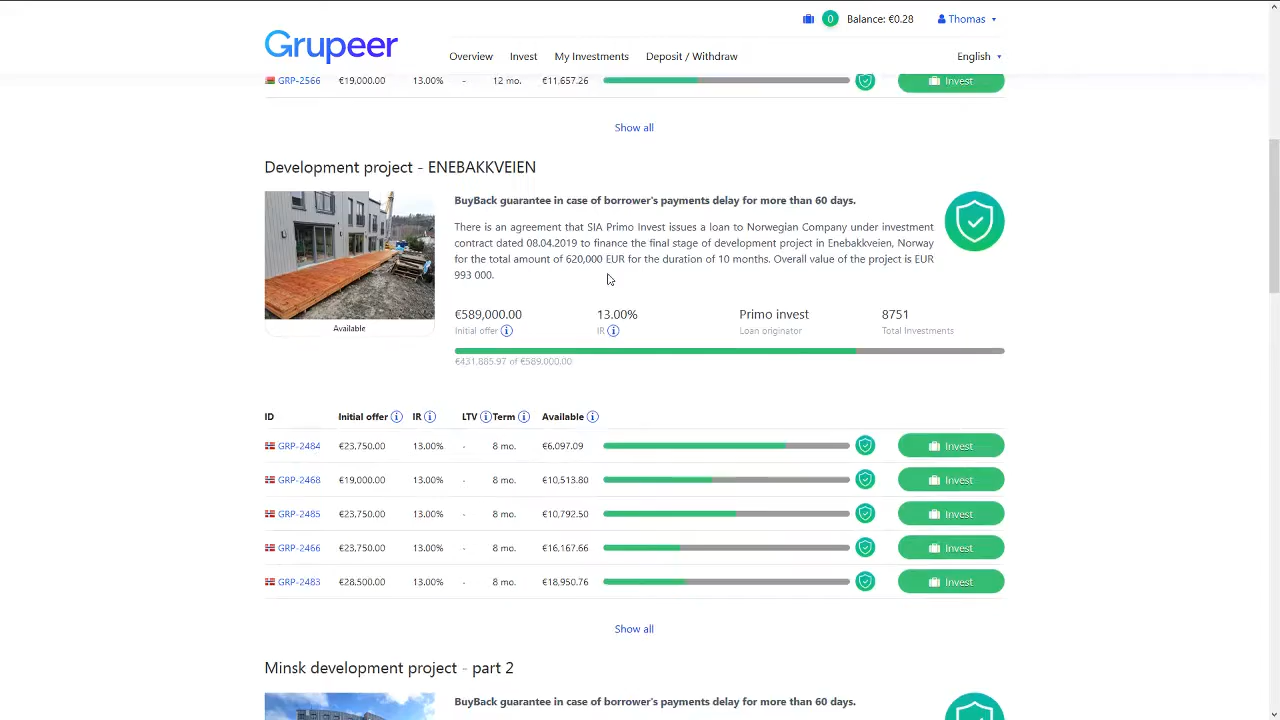 0 Balance: €0.28 Thomas
Grupeer
Overview Invest My Investments Deposit / Withdraw English
GRP-2566 €19,000.00 13.00% - 12 mo. €11,657.26 Invest
Show all
Development project - ENEBAKKVEIEN
BuyBack guarantee in case of borrower's payments delay for more than 60 days.
There is an agreement that SIA Primo Invest issues a loan to Norwegian Company under investment
contract dated 08.04.2019 to finance the final stage of development project in Enebakkveien, Norway
for the total amount of 620,000 EUR for the duration of 10 months. Overall value of the project is EUR
993 000.
Available
€589,000.00 13.00% Primo invest 8751
Initial offer IR Loan originator Total Investments
€431,885.97 of €589,000.00
ID Initial offer IR LTV Term Available
GRP-2484 €23,750.00 13.00% - 8 mo. €6,097.09 Invest
GRP-2468 €19,000.00 13.00% - 8 mo. €10,513.80 Invest
GRP-2485 €23,750.00 13.00% - 8 mo. €10,792.50 Invest
GRP-2466 €23,750.00 13.00% - 8 mo. €16,167.66 Invest
GRP-2483 €28,500.00 13.00% - 8 mo. €18,950.76 Invest
Show all
Minsk development project - part 2
BuyBack guarantee in case of borrower's payments delay for more than 60 days.